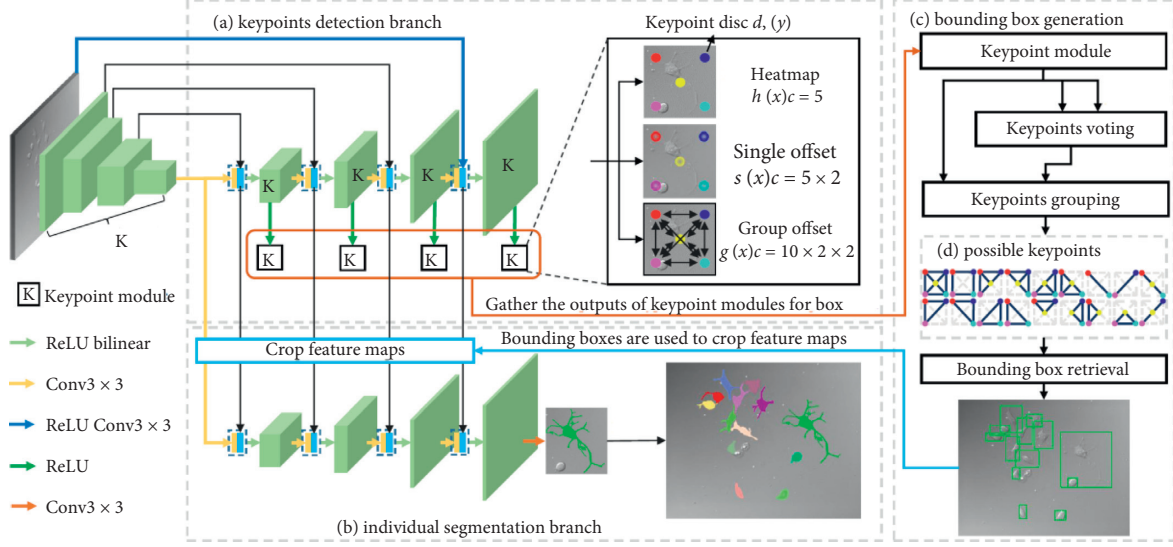 (a) keypoints detection branch
K
K
K
K
K
K
K
K
K
Keypoint disc d, (y)
Heatmap
h (x)c = 5
Single offset
s (x)c = 5 × 2
Group offset
g (x)c = 10 × 2 × 2
Gather the outputs of keypoint modules for box
K Keypoint module
ReLU bilinear
Conv3 × 3
ReLU Conv3 × 3
ReLU
Conv3 × 3
Crop feature maps
Bounding boxes are used to crop feature maps
(b) individual segmentation branch
(c) bounding box generation
Keypoint module
Keypoints voting
Keypoints grouping
(d) possible keypoints
Bounding box retrieval